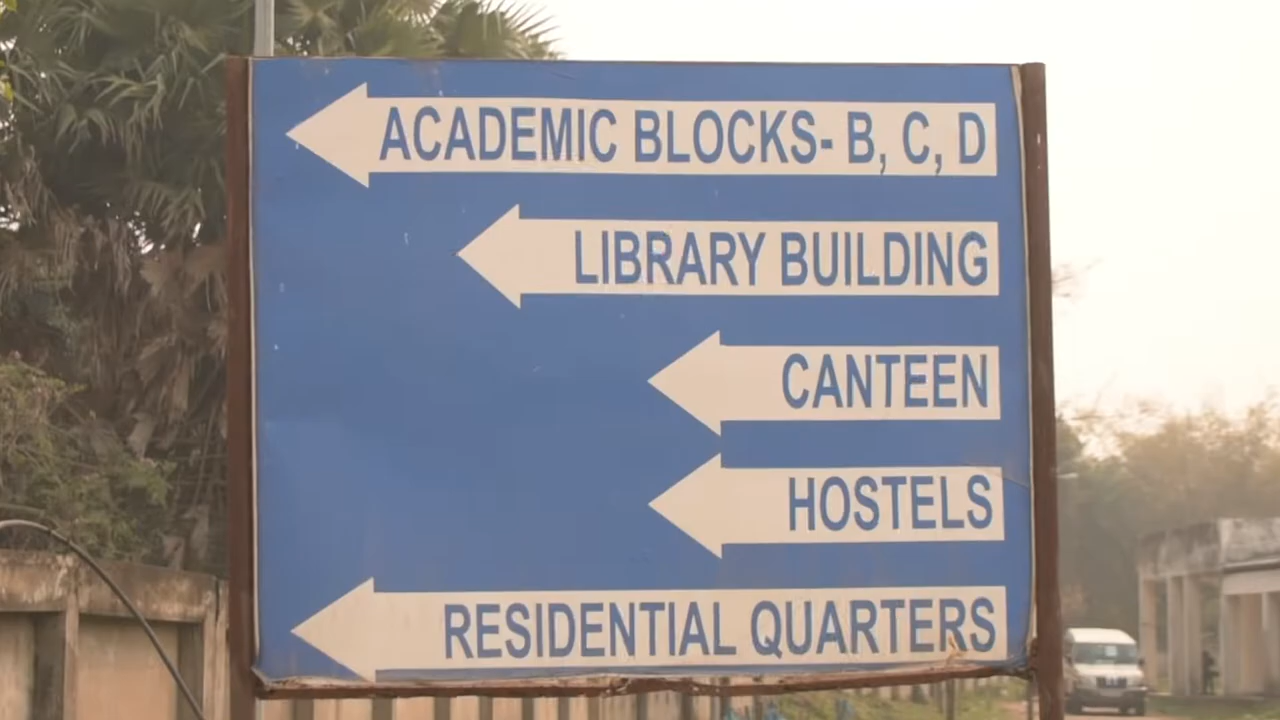 ACADEMIC BLOCKS- B, C, D
LIBRARY BUILDING
CANTEEN
HOSTELS
RESIDENTIAL QUARTERS